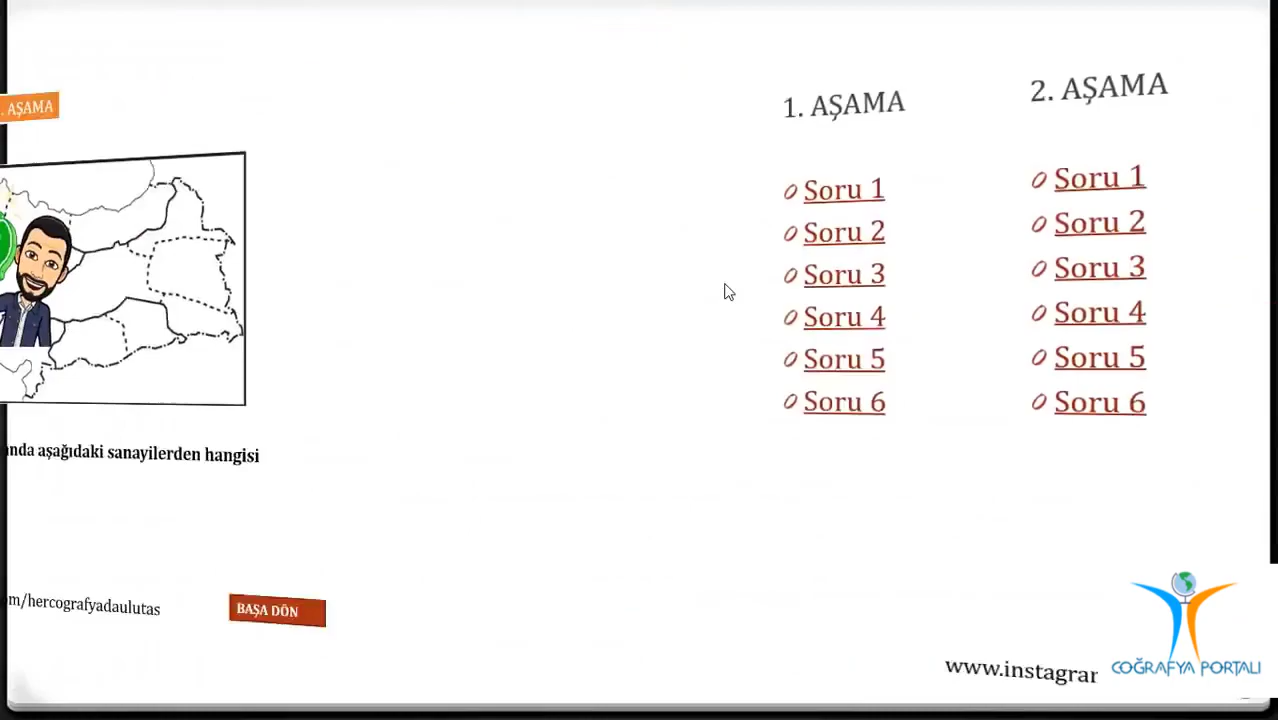 . AŞAMA
aşağıdaki sanayilerden hangisi
m/hercografyadaulutas
BAŞA DÖN
1. AŞAMA
Soru 1
Soru 2
Soru 3
Soru 4
Soru 5
Soru 6
2. AŞAMA
Soru 1
Soru 2
Soru 3
Soru 4
Soru 5
Soru 6
www.instagrar
COĞRAFYA PORTALI